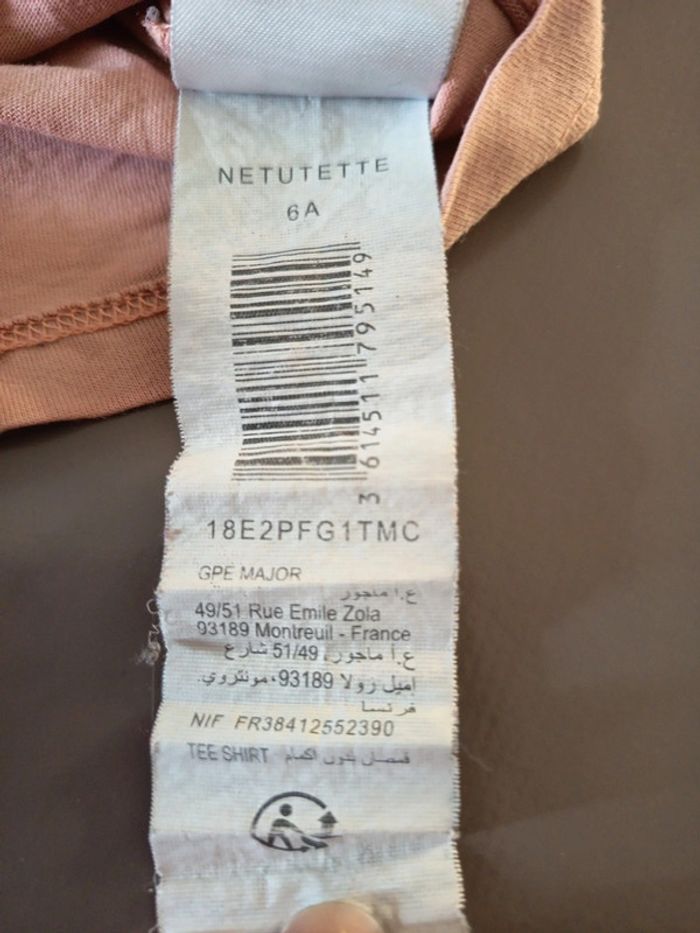 NETUTETTE
6A
3 614511 795149
18E2PFG1TMC
GPE MAJOR
ع.ا ماجور
49/51 Rue Emile Zola
93189 Montreuil - France
ع.ا ماجور، 51/49 شارع
اميل زولا 93189، مونتروي.
فرنسا
NIF FR38412552390
TEE SHIRT قمصان بدون اكمام